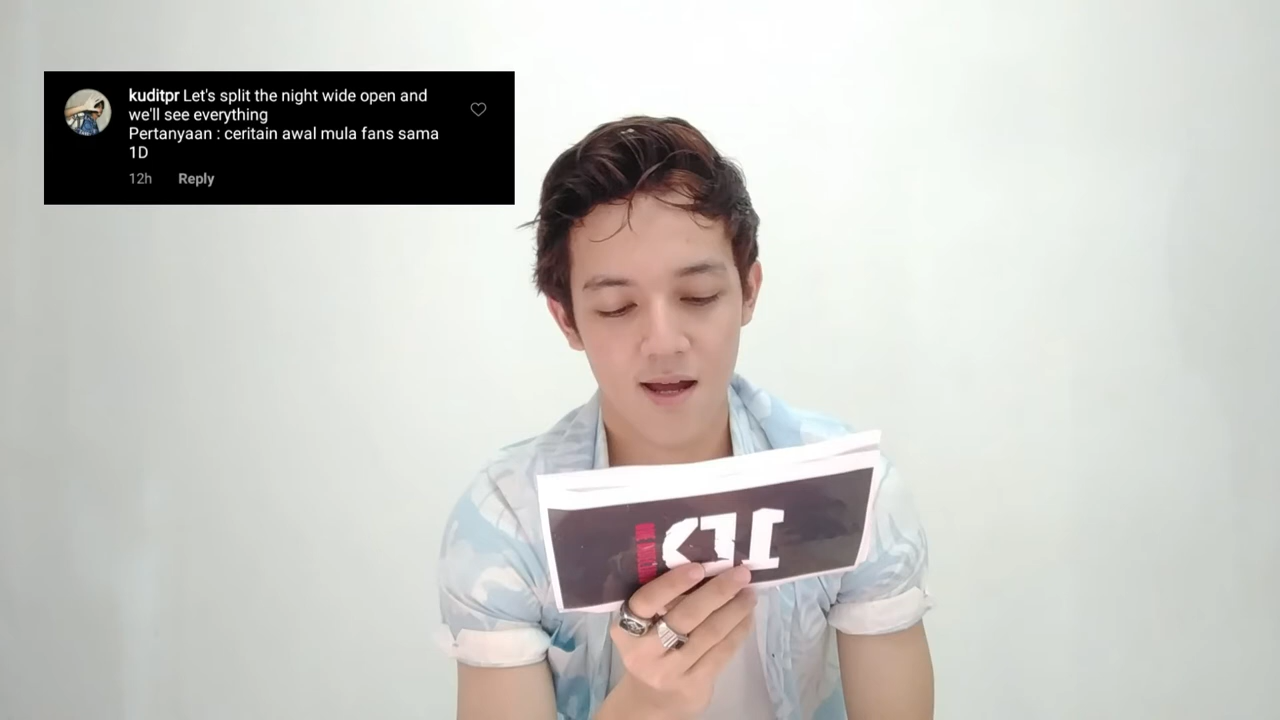 kuditpr Let's split the night wide open and
we'll see everything
Pertanyaan : ceritain awal mula fans sama
1D
12h Reply
1D